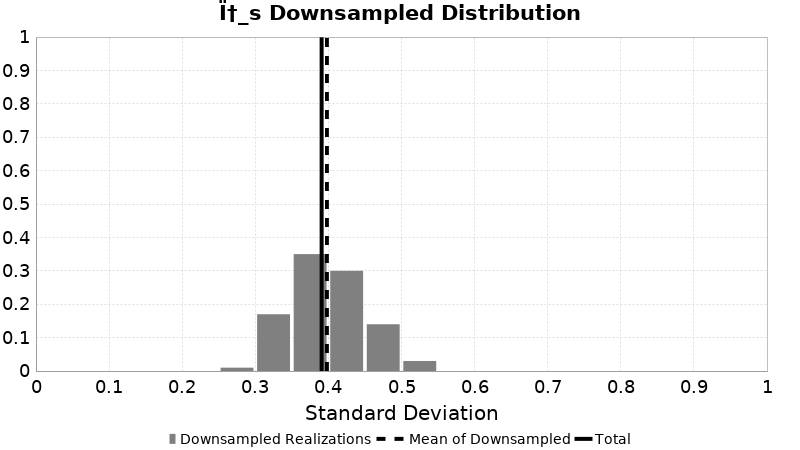 Ï†_s Downsampled Distribution
1
0.9
0.8
0.7
0.6
0.5
0.4
0.3
0.2
0.1
0
0 0.1 0.2 0.3 0.4 0.5 0.6 0.7 0.8 0.9 1
Standard Deviation
Downsampled Realizations Mean of Downsampled Total